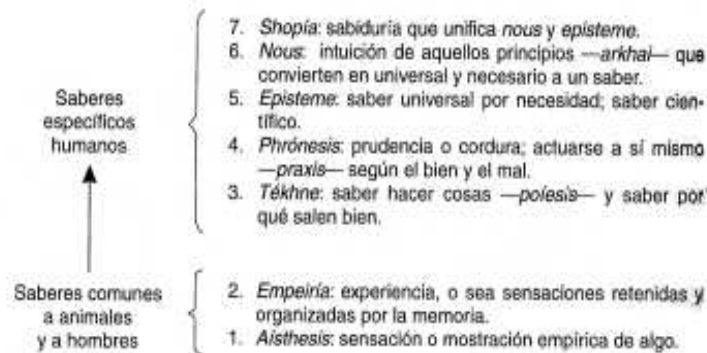 7. Shopía: sabiduría que unifica nous y episteme.
6. Nous: intuición de aquellos principios —arkhai— que
convierten en universal y necesario a un saber.
Saberes
específicos
humanos
5. Episteme: saber universal por necesidad; saber cien-
tífico.
4. Phrónesis: prudencia o cordura; actuarse a sí mismo
—praxis— según el bien y el mal.
3. Tékhne: saber hacer cosas —poíesis— y saber por
qué salen bien.
Saberes comunes
a animales
y a hombres
2. Empeiría: experiencia, o sea sensaciones retenidas y
organizadas por la memoria.
1. Aísthesis: sensación o mostración empírica de algo.